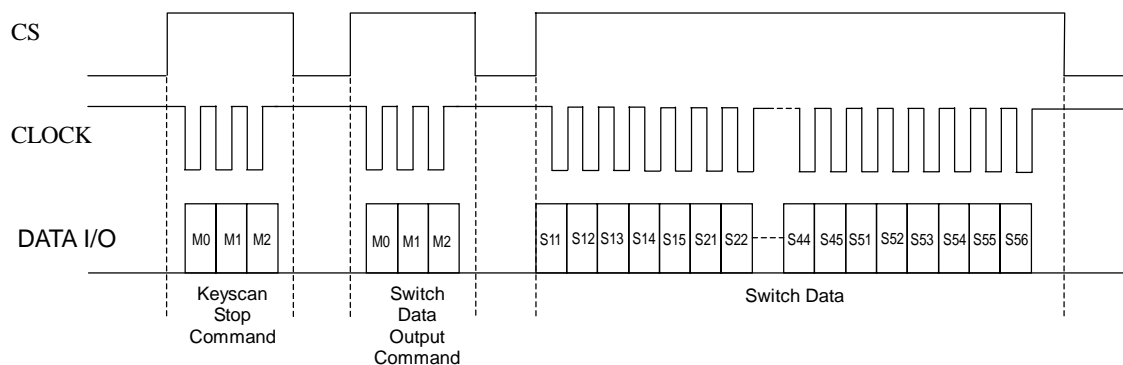 CS
CLOCK
DATA I/O
M0 M1 M2
M0 M1 M2
S11 S12 S13 S14 S15 S21 S22 S44 S45 S51 S52 S53 S54 S55 S56
Keyscan
Stop
Command
Switch
Data
Output
Command
Switch Data